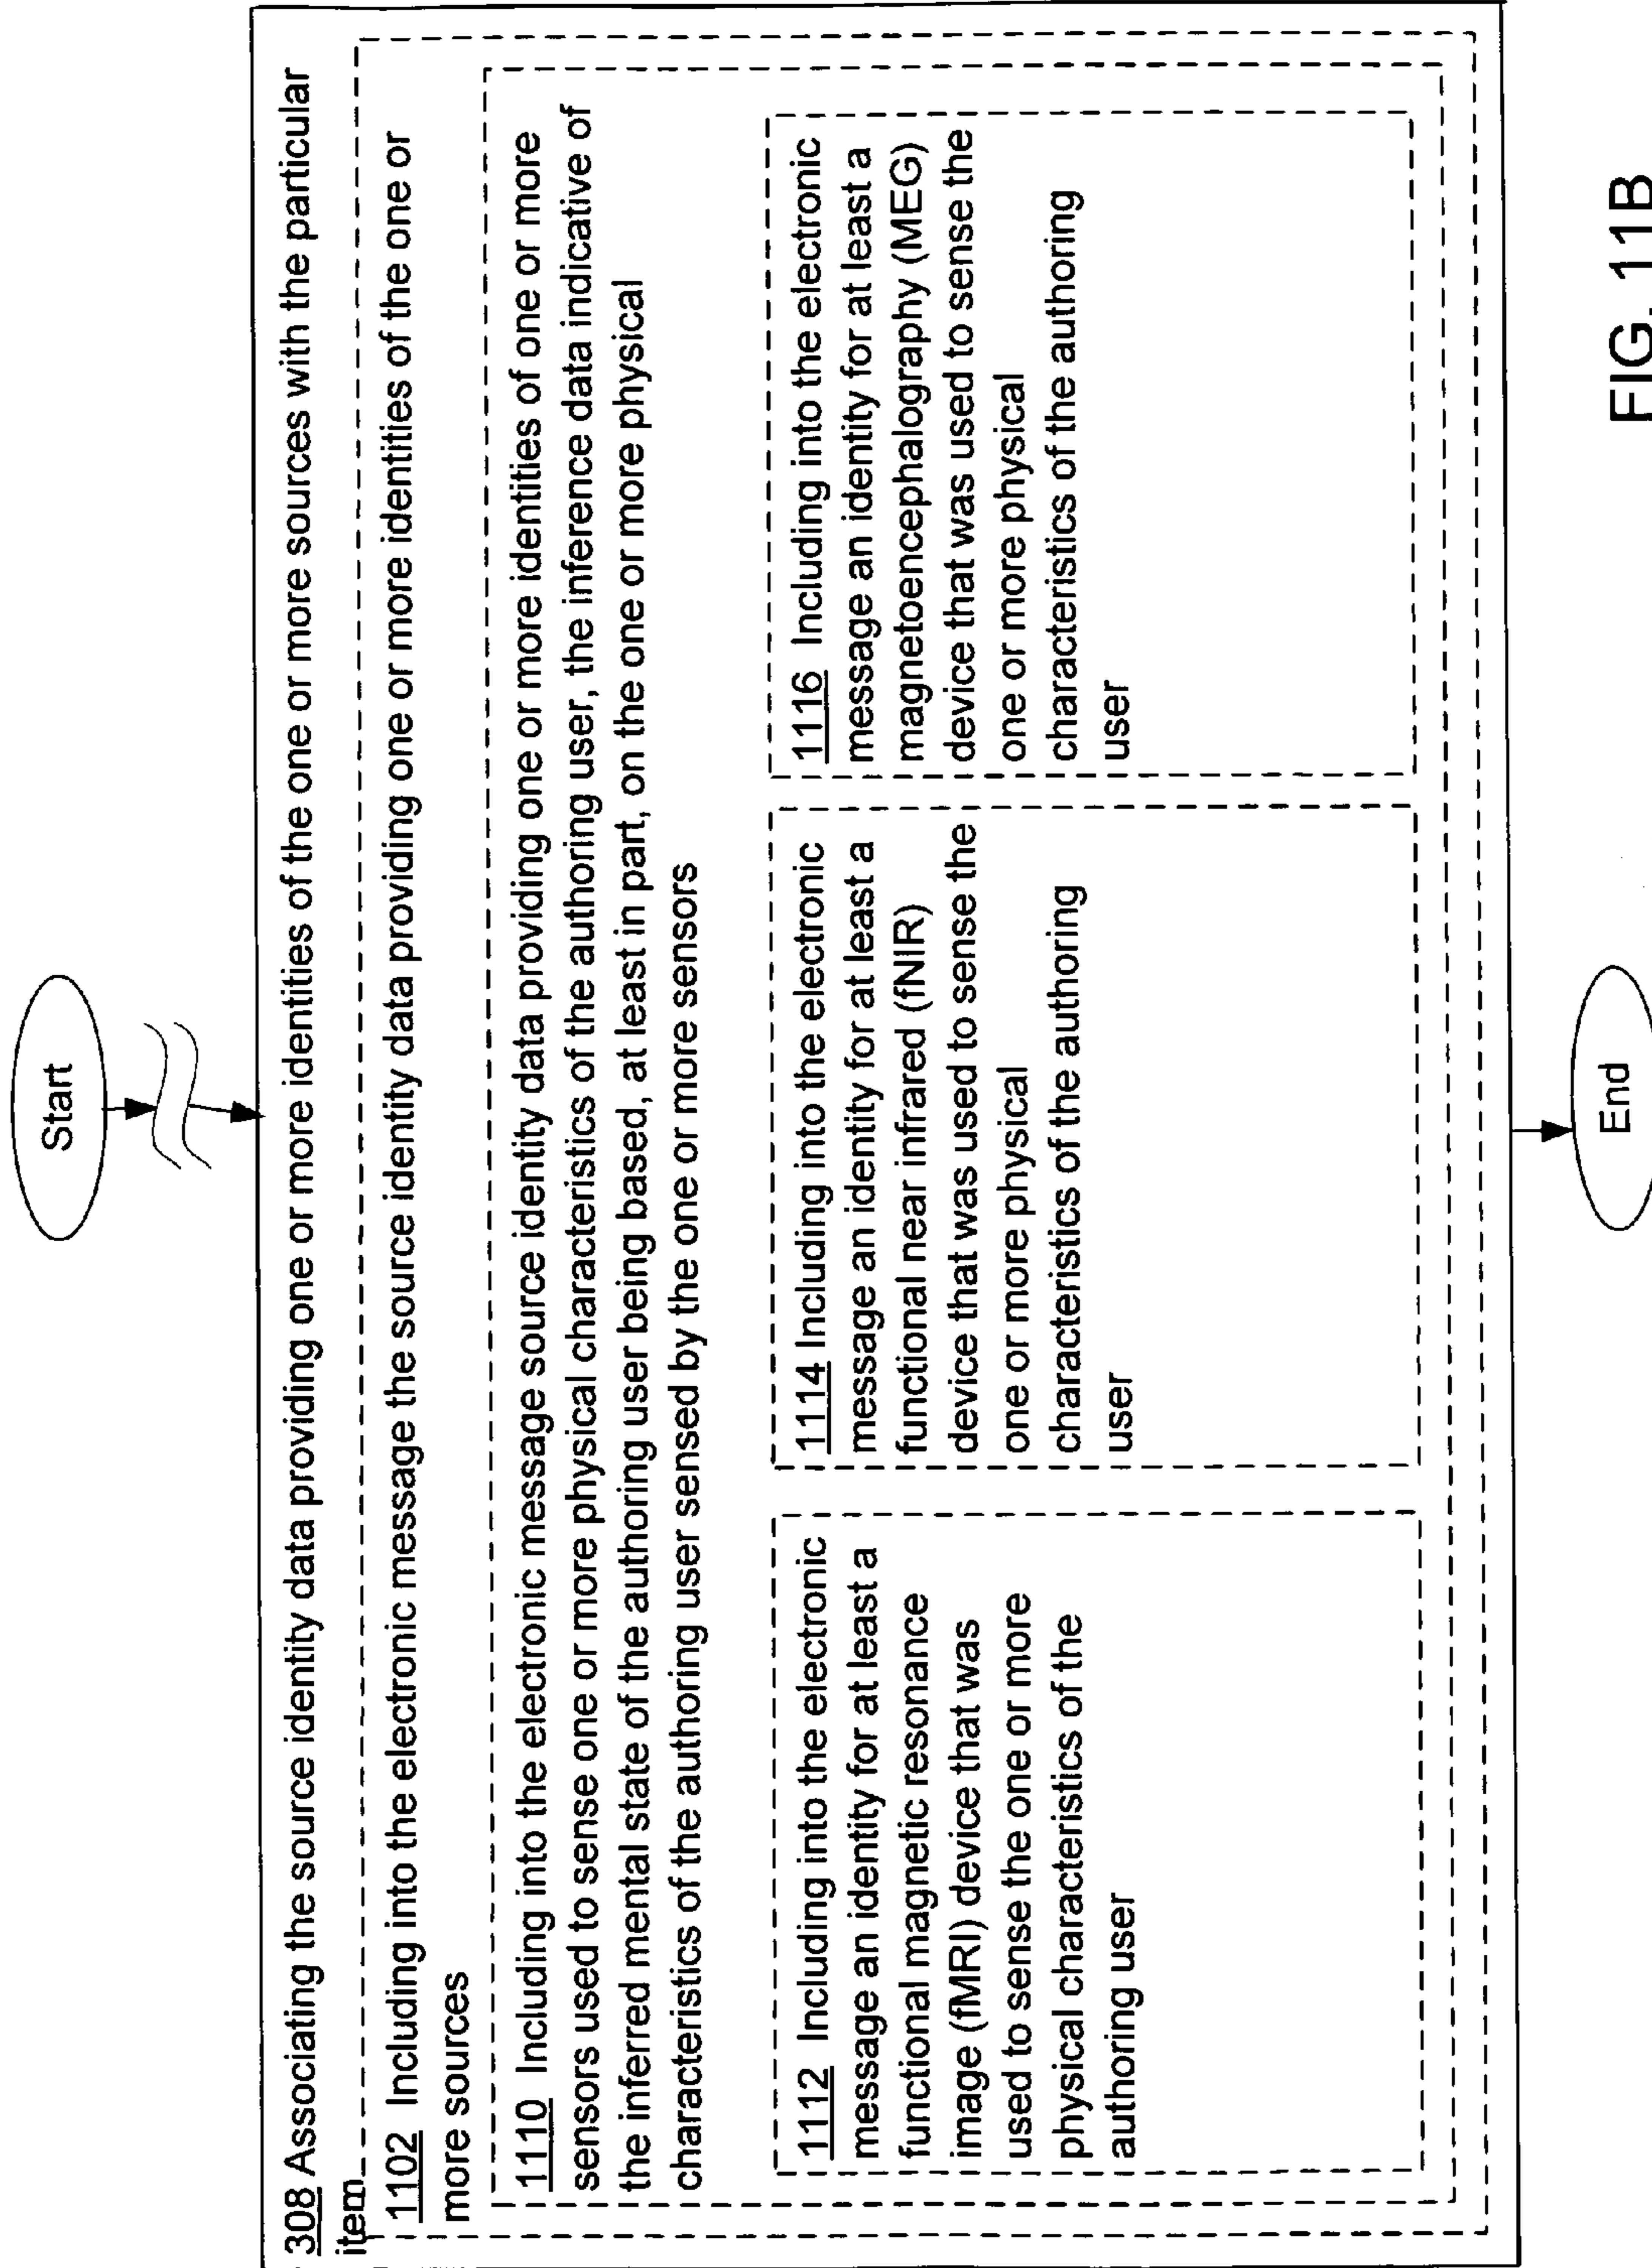 Start
308 Associating the source identity data providing one or more identities of the one or more sources with the particular
item
1102 Including into the electronic message the source identity data providing one or more identities of the one or
more sources
1110 Including into the electronic message source identity data providing one or more identities of one or more
sensors used to sense one or more physical characteristics of the authoring user, the inference data indicative of
the inferred mental state of the authoring user being based, at least in part, on the one or more physical
characteristics of the authoring user sensed by the one or more sensors
1112 Including into the electronic
message an identity for at least a
functional magnetic resonance
image (fMRI) device that was
used to sense the one or more
physical characteristics of the
authoring user
1114 Including into the electronic
message an identity for at least a
functional near infrared (fNIR)
device that was used to sense the
one or more physical
characteristics of the authoring
user
1116 Including into the electronic
message an identity for at least a
magnetoencephalography (MEG)
device that was used to sense the
one or more physical
characteristics of the authoring
user
End
FIG. 11B